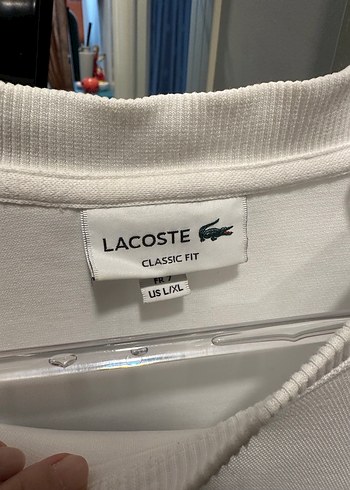 LACOSTE
CLASSIC FIT
FR 7
US L/XL